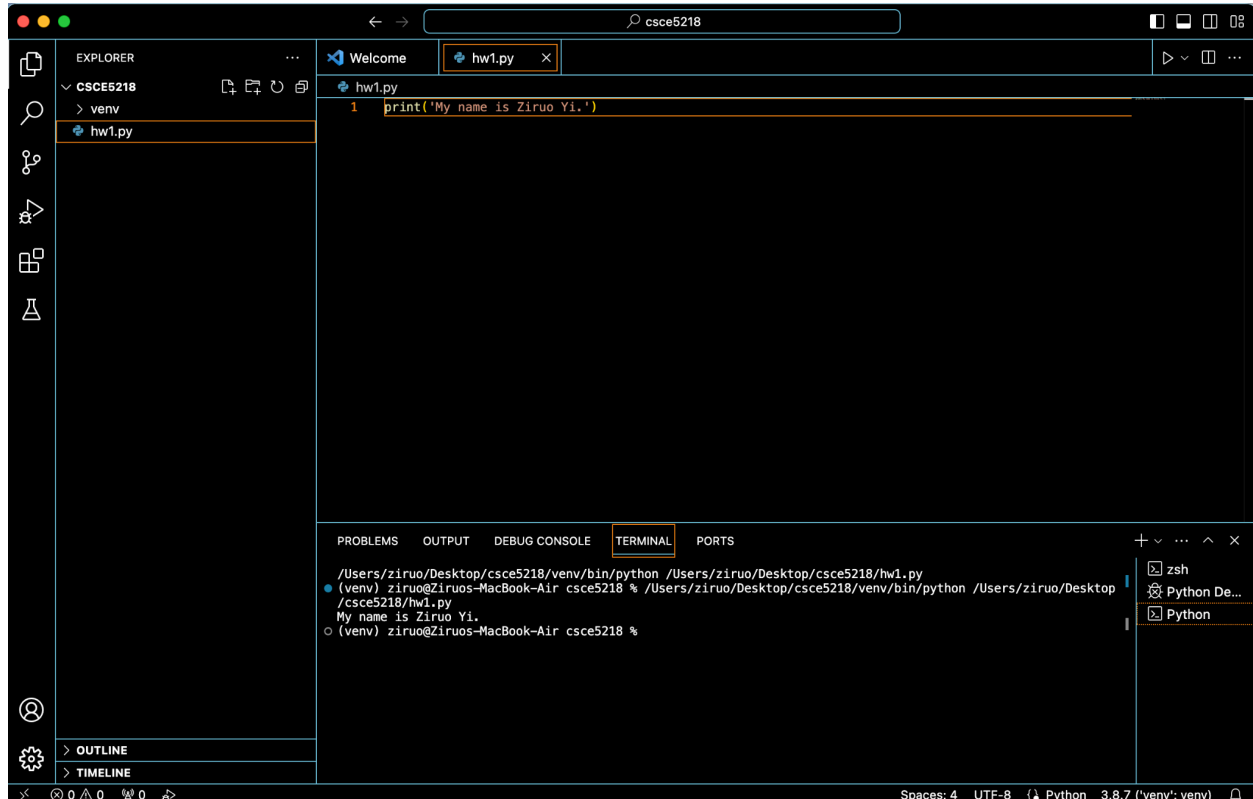 csce5218
EXPLORER
Welcome
hw1.py
CSCE5218
venv
hw1.py
hw1.py
1 print('My name is Ziruo Yi.')
PROBLEMS OUTPUT DEBUG CONSOLE TERMINAL PORTS
/Users/ziruo/Desktop/csce5218/venv/bin/python /Users/ziruo/Desktop/csce5218/hw1.py
(venv) ziruo@Ziruos-MacBook-Air csce5218 % /Users/ziruo/Desktop/csce5218/venv/bin/python /Users/ziruo/Desktop
/csce5218/hw1.py
My name is Ziruo Yi.
(venv) ziruo@Ziruos-MacBook-Air csce5218 %
zsh
Python De...
Python
OUTLINE
TIMELINE
0 0 0 Spaces: 4 UTF-8 Python 3.8.7 ('venv': venv)